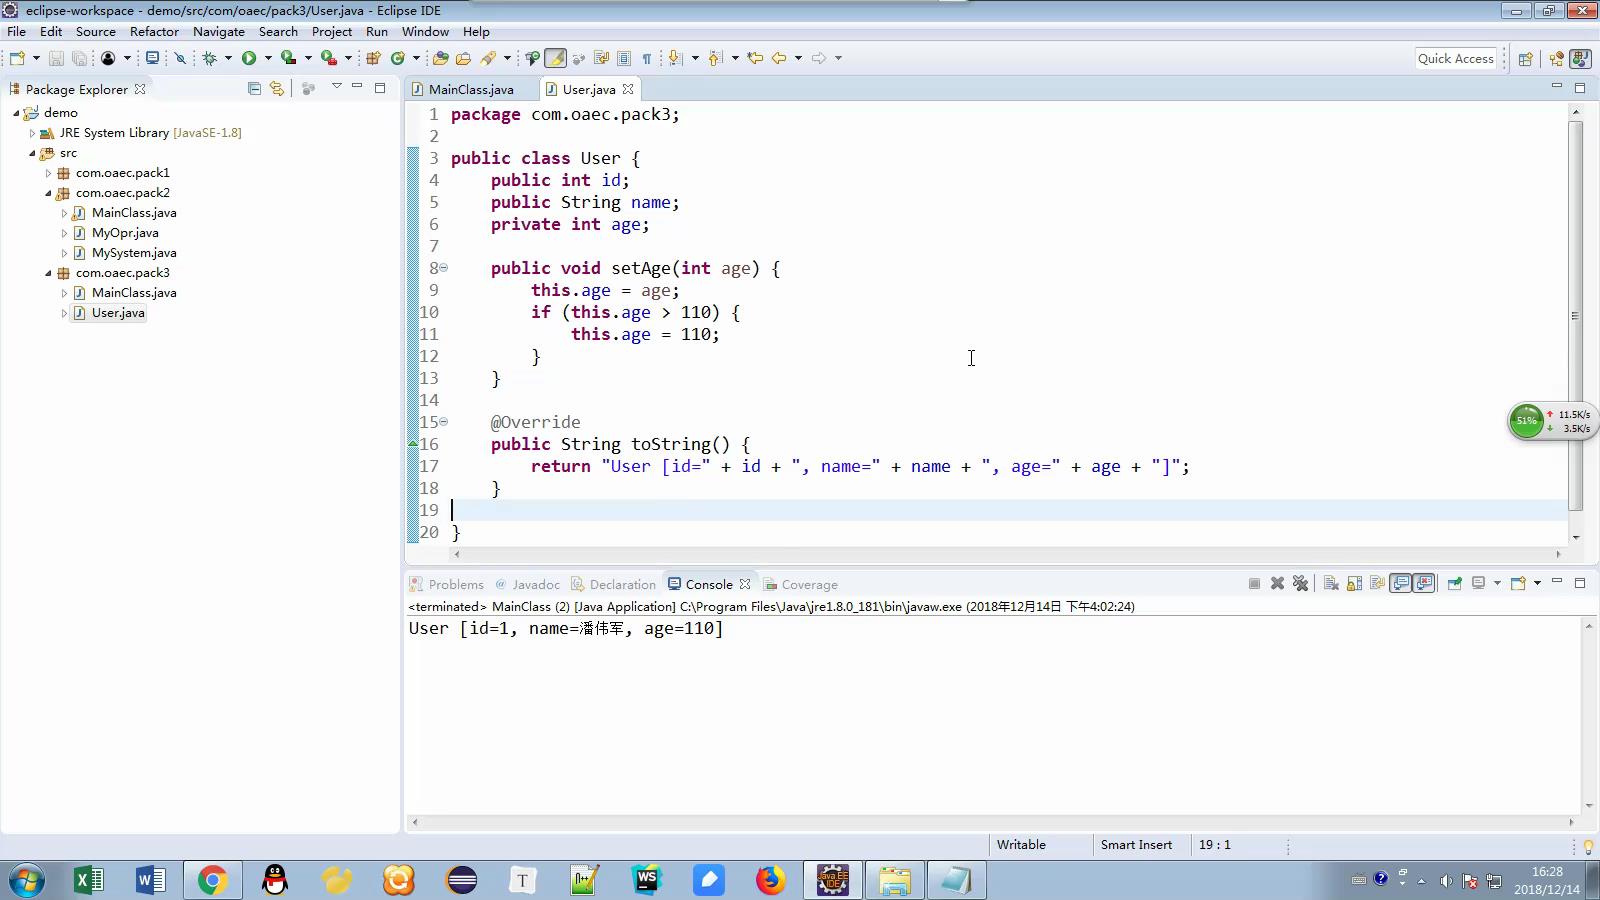 eclipse-workspace - demo/src/com/oaec/pack3/User.java - Eclipse IDE
File Edit Source Refactor Navigate Search Project Run Window Help
Quick Access
Package Explorer
demo
JRE System Library [JavaSE-1.8]
src
com.oaec.pack1
com.oaec.pack2
MainClass.java
MyOpr.java
MySystem.java
com.oaec.pack3
MainClass.java
User.java
MainClass.java User.java
1 package com.oaec.pack3;
2
3 public class User {
4 public int id;
5 public String name;
6 private int age;
7
8 public void setAge(int age) {
9 this.age = age;
10 if (this.age > 110) {
11 this.age = 110;
12 }
13 }
14
15 @Override
16 public String toString() {
17 return "User [id=" + id + ", name=" + name + ", age=" + age + "]";
18 }
19
20 }
51% 11.5K/s
3.5K/s
Problems @ Javadoc Declaration Console Coverage
<terminated> MainClass (2) [Java Application] C:\Program Files\Java\jre1.8.0_181\bin\javaw.exe (2018年12月14日 下午4:02:24)
User [id=1, name=潘伟军, age=110]
Writable Smart Insert 19 : 1
16:28
2018/12/14